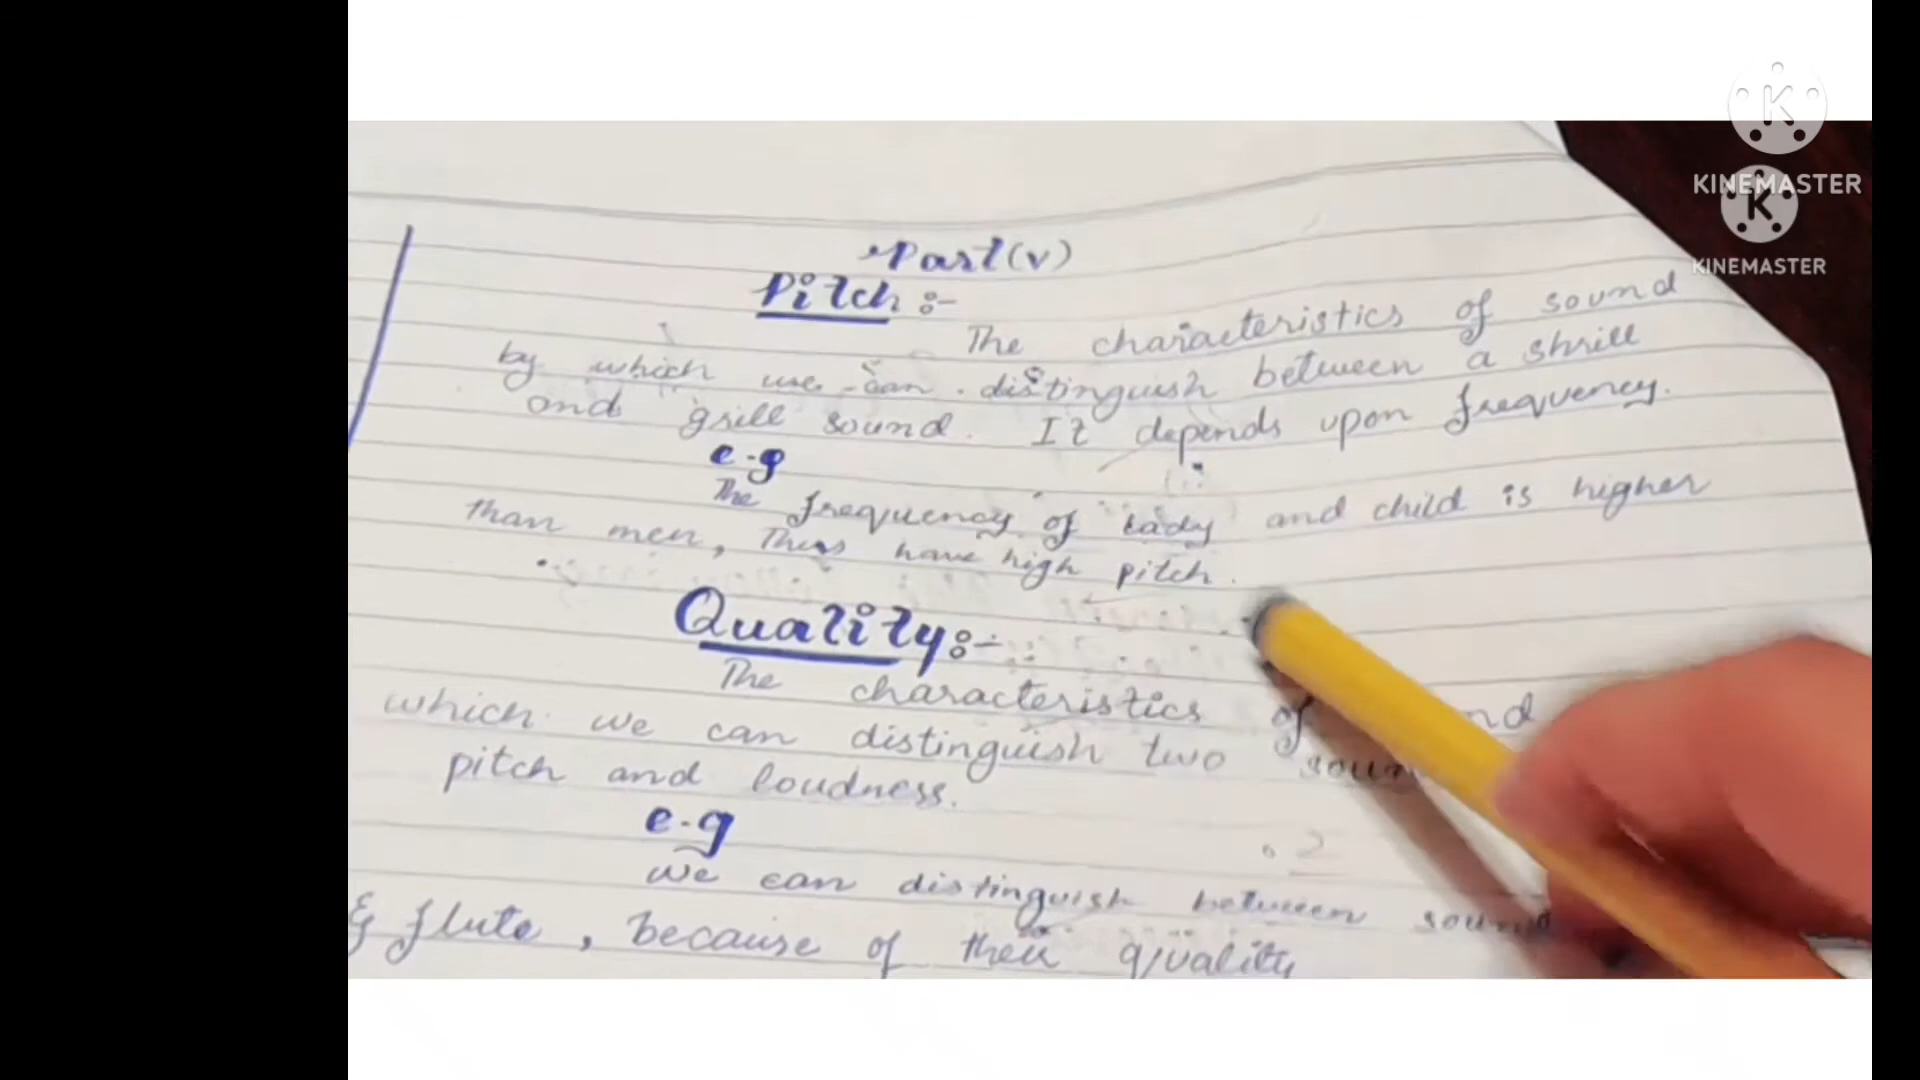 Part (v)
Pitch :-
The characteristics of sound
by which we can distinguish between a shrill
and grill sound. It depends upon frequency.
e.g
The frequency of lady and child is higher
than men, Thus have high pitch.
Quality :-
The characteristics of
which we can distinguish two
pitch and loudness.
e.g
we can distinguish between sound
& flute, because of their quality
KINEMASTER
KINEMASTER